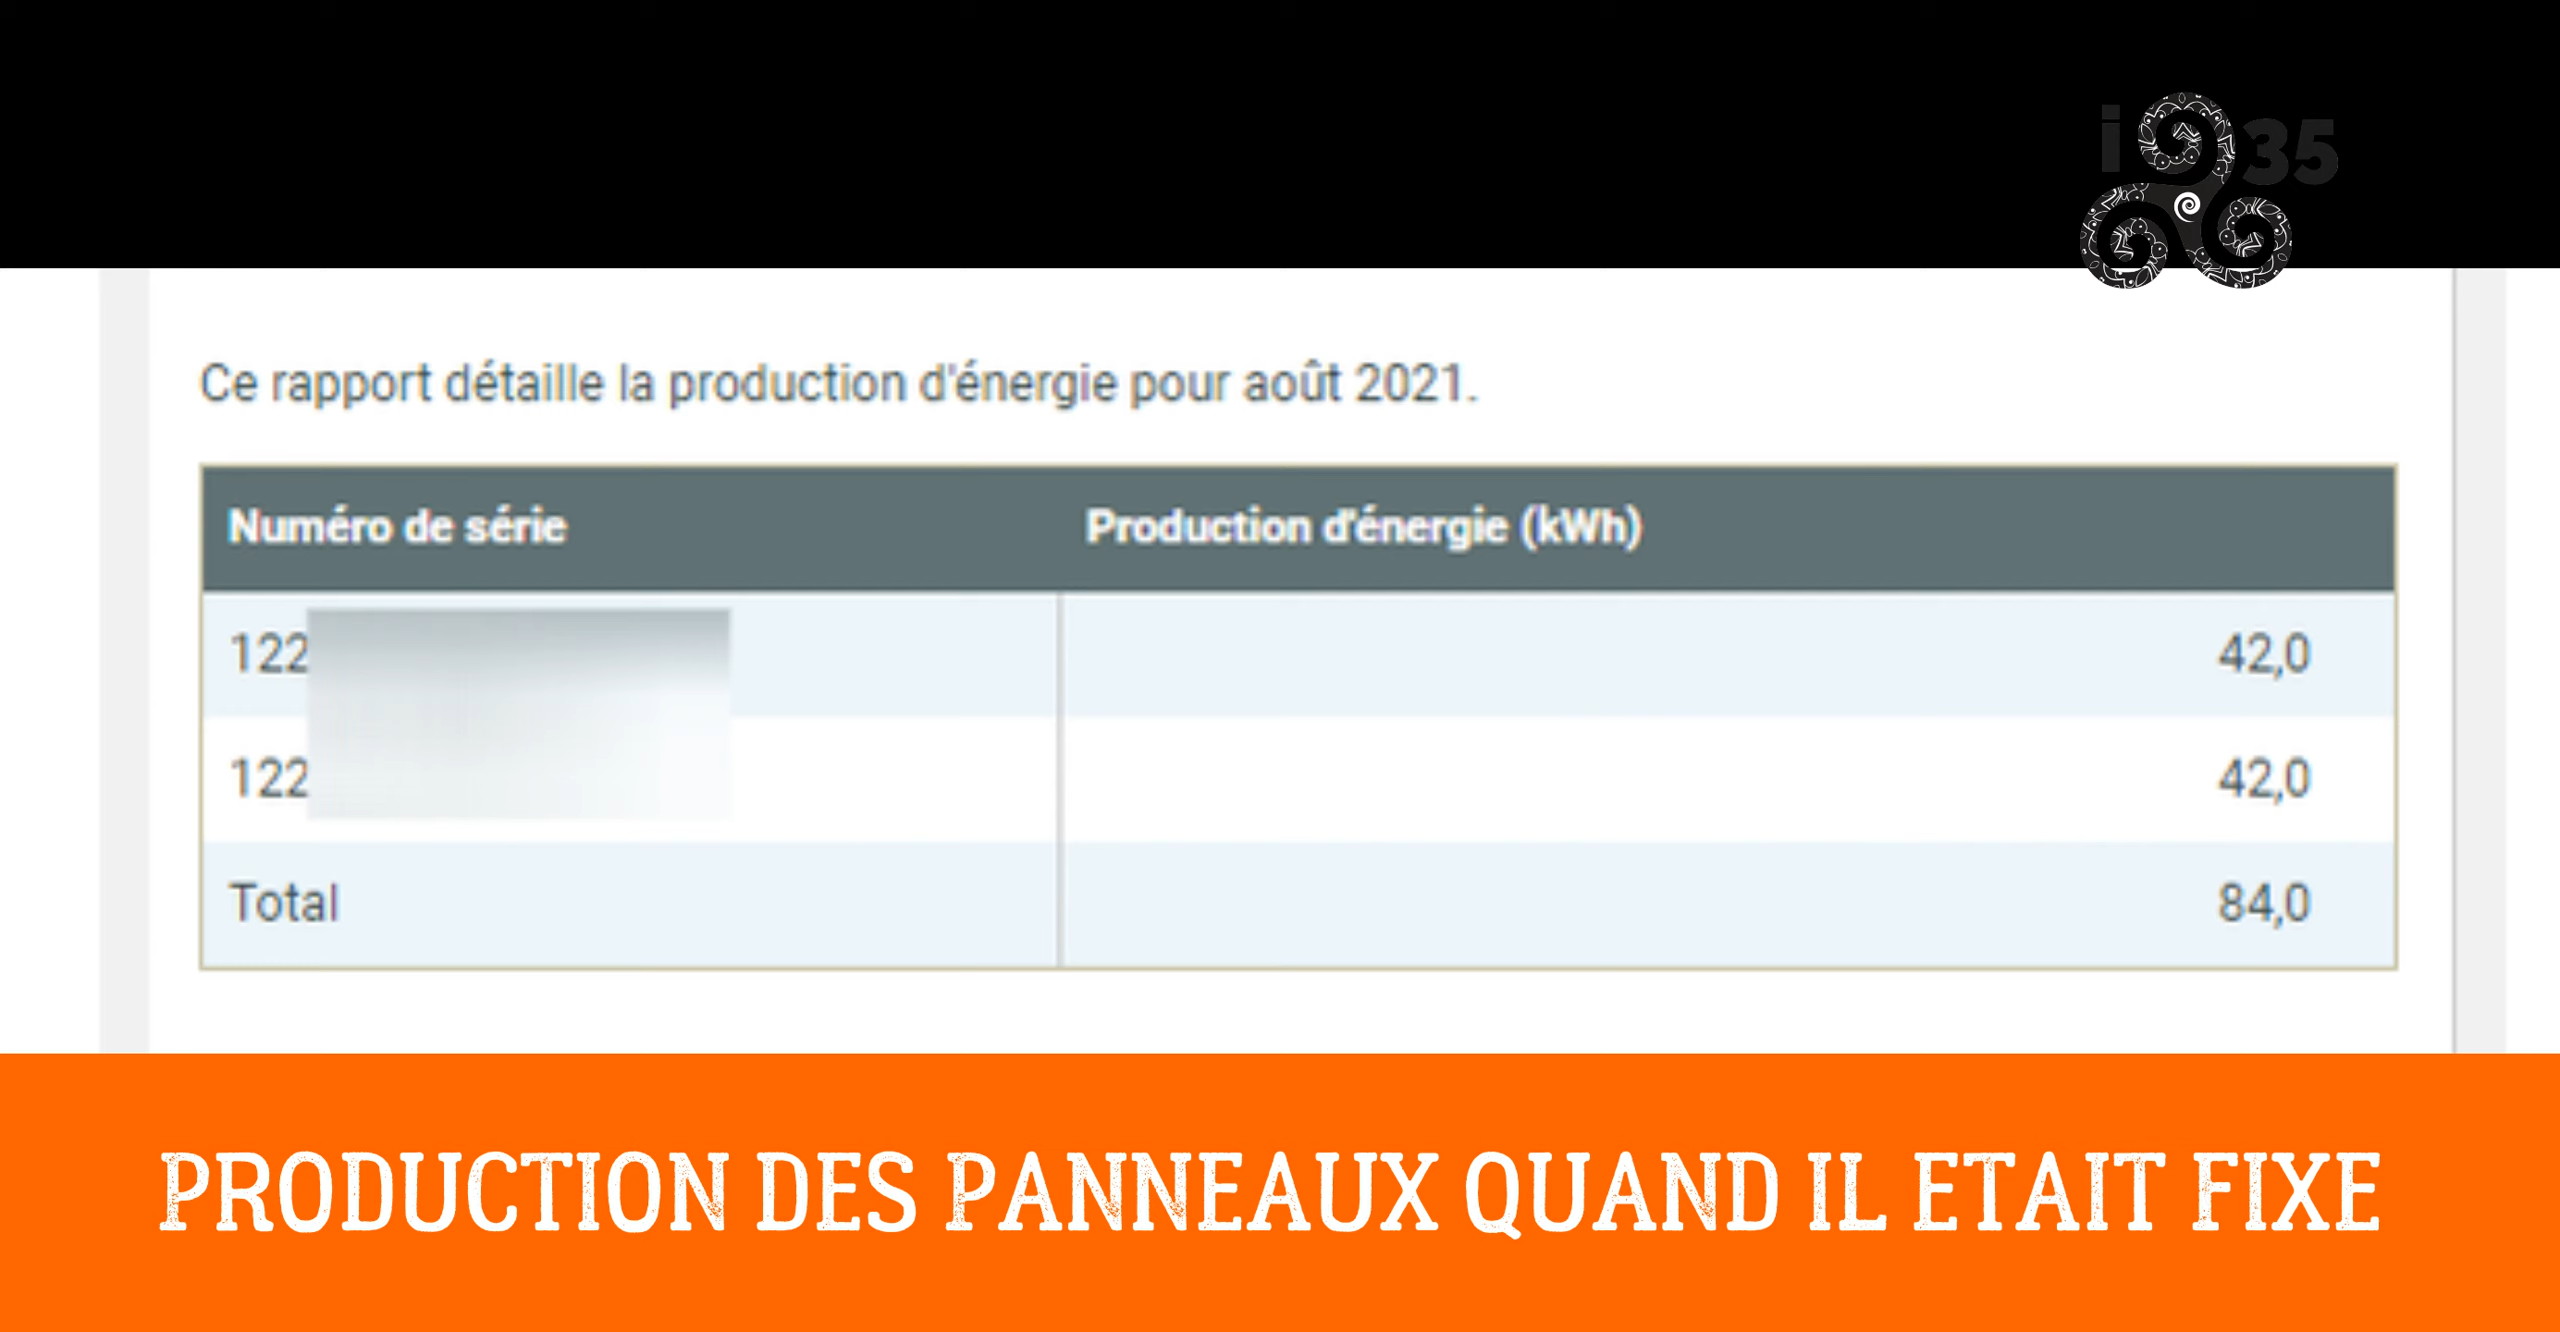 i 35
Ce rapport détaille la production d'énergie pour août 2021.
Numéro de série Production d'énergie (kWh)
122 42,0
122 42,0
Total 84,0
PRODUCTION DES PANNEAUX QUAND IL ETAIT FIXE